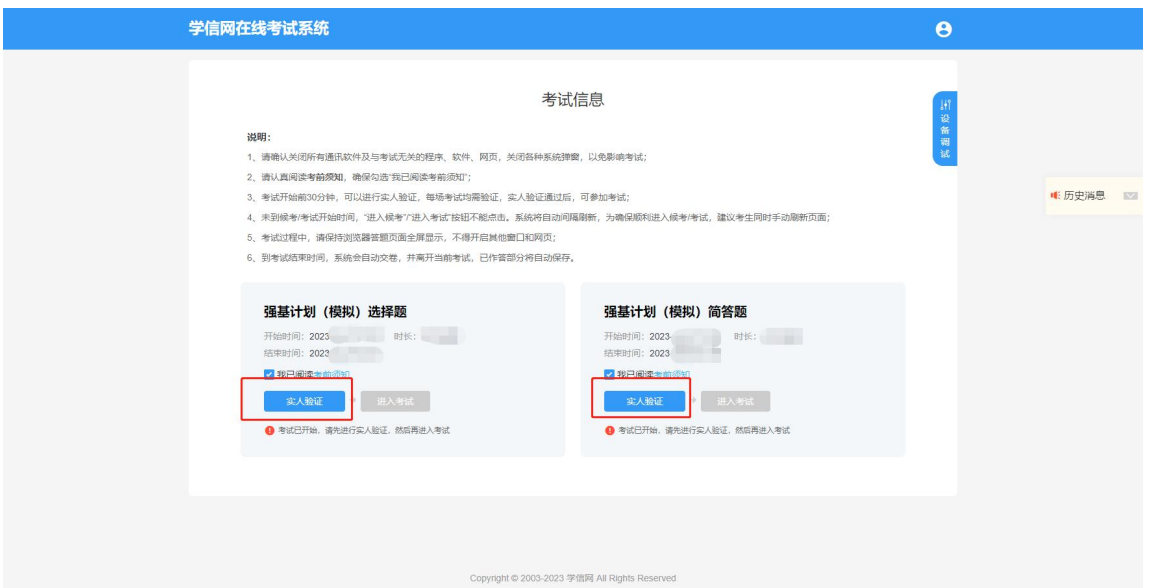 学信网在线考试系统
考试信息
设备调试
说明：
1、请确认关闭所有通讯软件及与考试无关的程序、软件、网页，关闭各种系统弹窗，以免影响考试；
2、请认真阅读考前须知，确保勾选“我已阅读考前须知”；
3、考试开始前30分钟，可以进行实人验证，每场考试均需验证，实人验证通过后，可参加考试；
4、未到候考/考试开始时间，“进入候考”/“进入考试”按钮不能点击。系统将自动间隔刷新，为确保顺利进入候考/考试，建议考生同时手动刷新页面；
5、考试过程中，请保持浏览器答题页面全屏显示，不得开启其他窗口和网页；
6、到考试结束时间，系统会自动交卷，并离开当前考试，已作答部分将自动保存。
历史消息
强基计划（模拟）选择题
开始时间：2023 时长：
结束时间：2023
我已阅读考前须知
实人验证 进入考试
考试已开始，请先进行实人验证，然后再进入考试
强基计划（模拟）简答题
开始时间：2023- 时长：
结束时间：2023
我已阅读考前须知
实人验证 进入考试
考试已开始，请先进行实人验证，然后再进入考试
Copyright © 2003-2023 学信网 All Rights Reserved